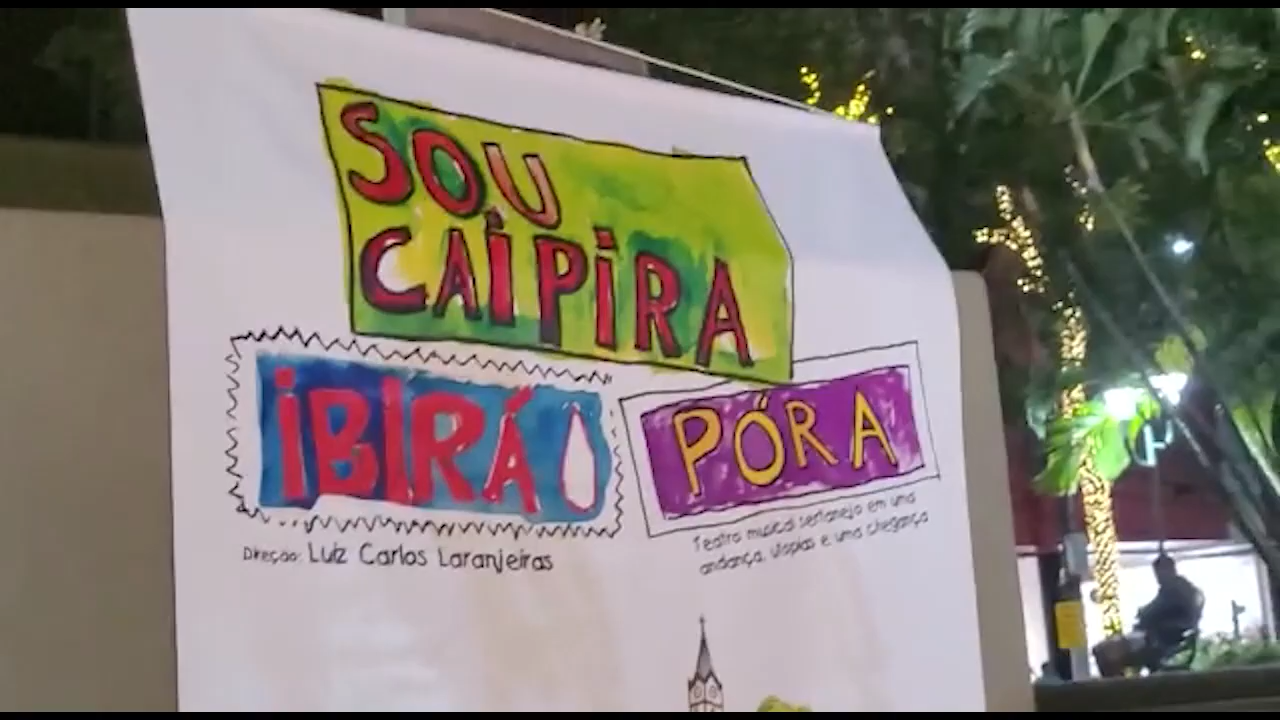 SOU
CAIPIRA
IBIRÁ
PÓRA
Direção: Luiz Carlos Laranjeiras
Teatro musical sertanejo em uma
andança, utopias e uma chegança